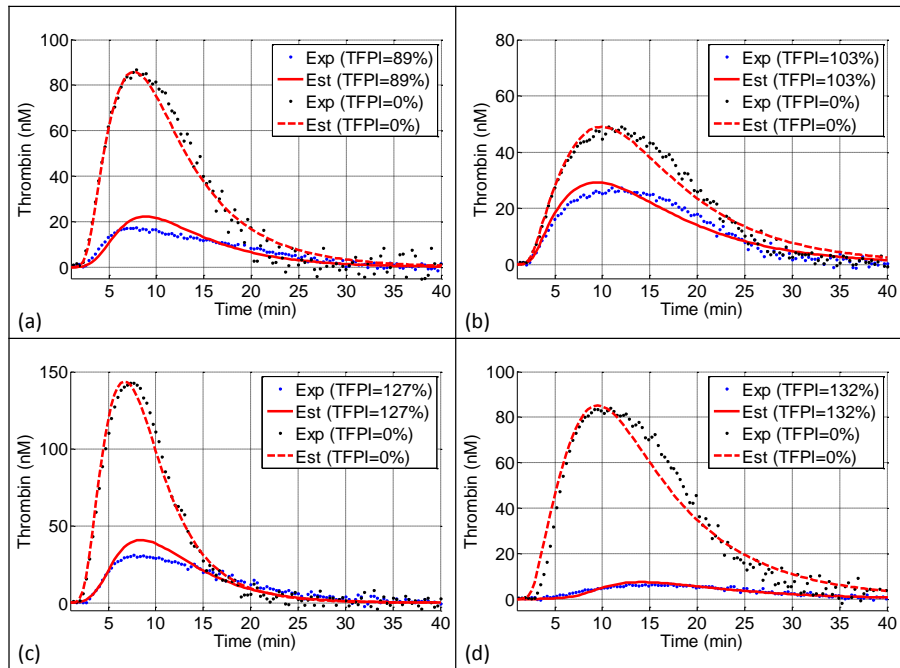 100
80
60
40
20
0
Thrombin (nM)
Exp (TFPI=89%)
Est (TFPI=89%)
Exp (TFPI=0%)
Est (TFPI=0%)
5 10 15 20 25 30 35 40
Time (min)
(a)
80
60
40
20
0
Thrombin (nM)
Exp (TFPI=103%)
Est (TFPI=103%)
Exp (TFPI=0%)
Est (TFPI=0%)
5 10 15 20 25 30 35 40
Time (min)
(b)
150
100
50
0
Thrombin (nM)
Exp (TFPI=127%)
Est (TFPI=127%)
Exp (TFPI=0%)
Est (TFPI=0%)
5 10 15 20 25 30 35 40
Time (min)
(c)
100
80
60
40
20
0
Thrombin (nM)
Exp (TFPI=132%)
Est (TFPI=132%)
Exp (TFPI=0%)
Est (TFPI=0%)
5 10 15 20 25 30 35 40
Time (min)
(d)